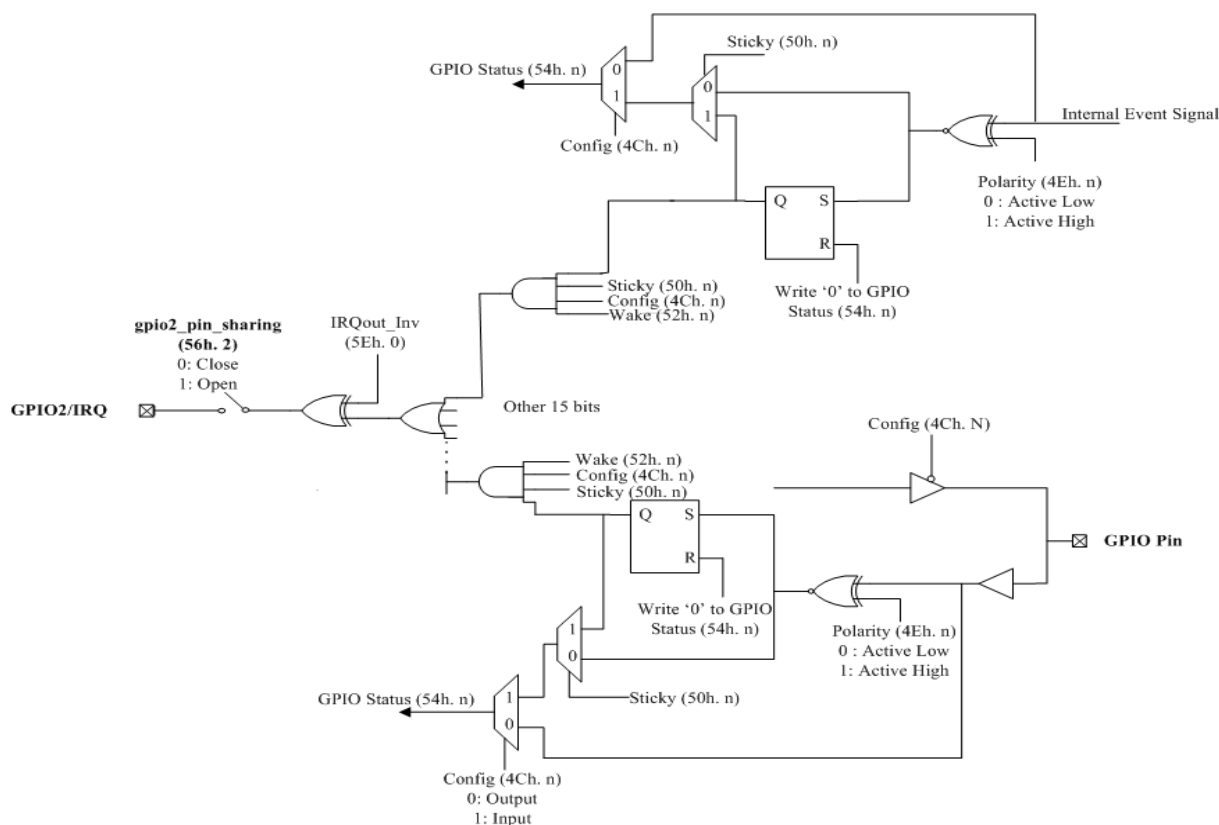 Sticky (50h. n)
GPIO Status (54h. n)
0
1
0
1
Internal Event Signal
Config (4Ch. n)
Polarity (4Eh. n)
0 : Active Low
1: Active High
Q
S
R
Write ‘0’ to GPIO
Status (54h. n)
Sticky (50h. n)
Config (4Ch. n)
Wake (52h. n)
gpio2_pin_sharing
(56h. 2)
0: Close
1: Open
IRQout_Inv
(5Eh. 0)
GPIO2/IRQ
Other 15 bits
Config (4Ch. N)
Wake (52h. n)
Config (4Ch. n)
Sticky (50h. n)
Q
S
R
GPIO Pin
Write ‘0’ to GPIO
Status (54h. n)
Polarity (4Eh. n)
0 : Active Low
1: Active High
1
0
Sticky (50h. n)
GPIO Status (54h. n)
1
0
Config (4Ch. n)
0: Output
1: Input